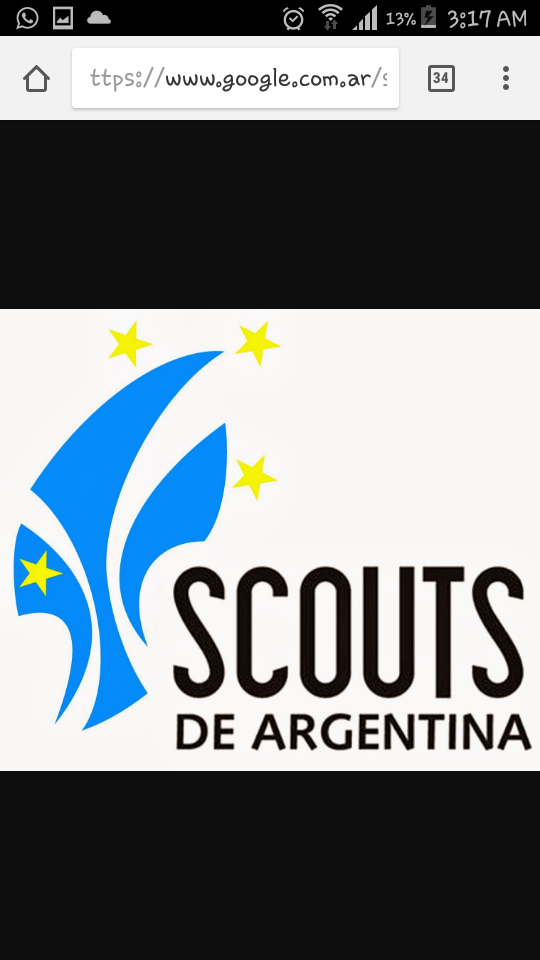 13% 3:17 AM
ttps://www.google.com.ar/s
34
SCOUTS
DE ARGENTINA